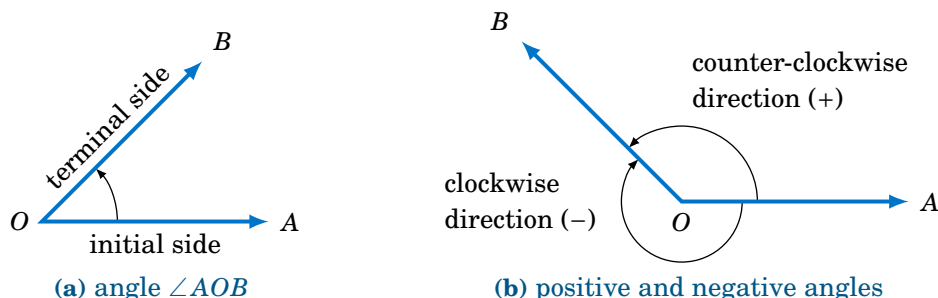 B
terminal side
O
A
initial side
(a) angle ∠AOB
B
counter-clockwise
direction (+)
clockwise
direction (−)
O
A
(b) positive and negative angles